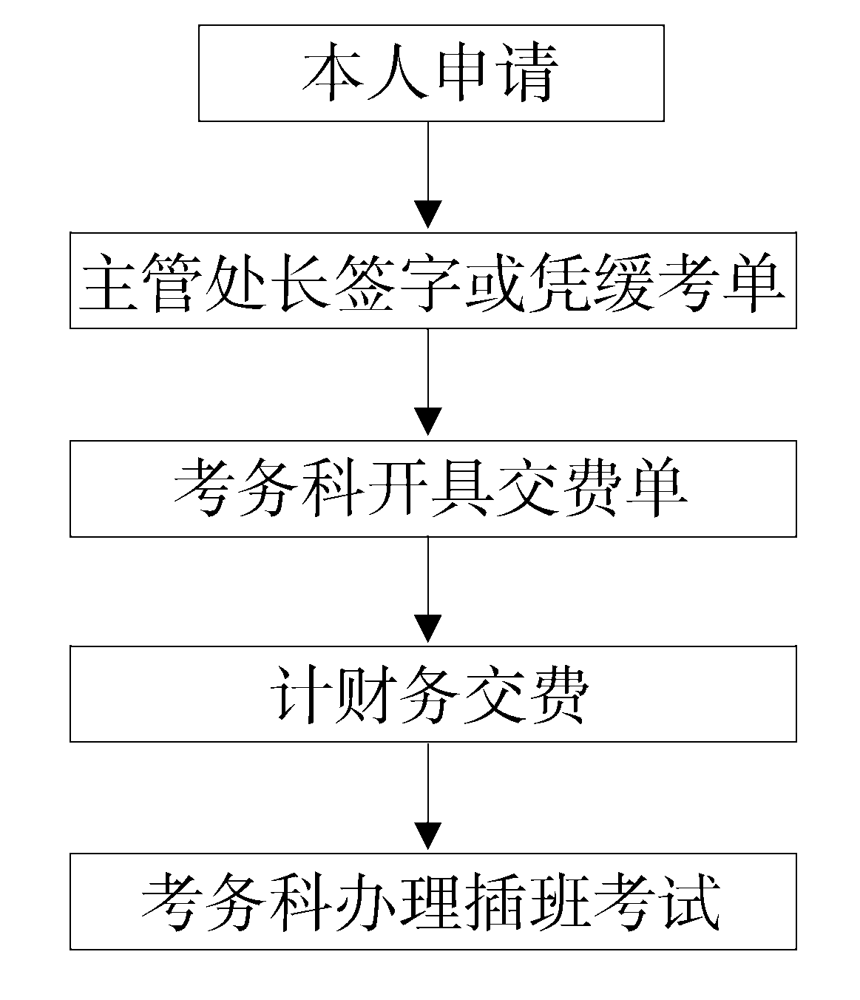 本人申请
主管处长签字或凭缓考单
考务科开具交费单
计财务交费
考务科办理插班考试